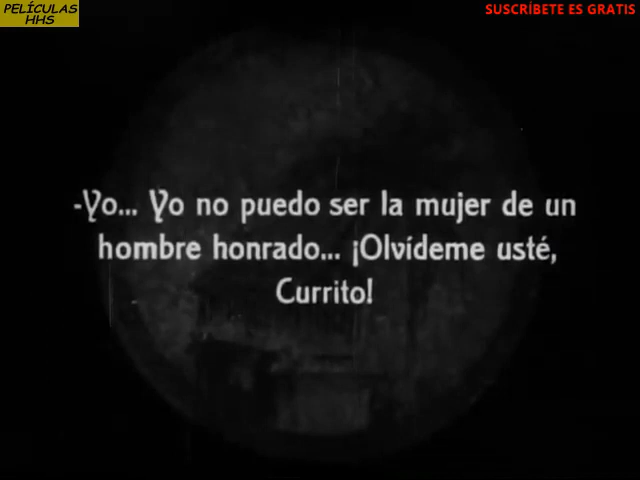 PELÍCULAS
HHS
SUSCRÍBETE ES GRATIS
-Yo... Yo no puedo ser la mujer de un
hombre honrado... ¡Olvídeme usté,
Currito!